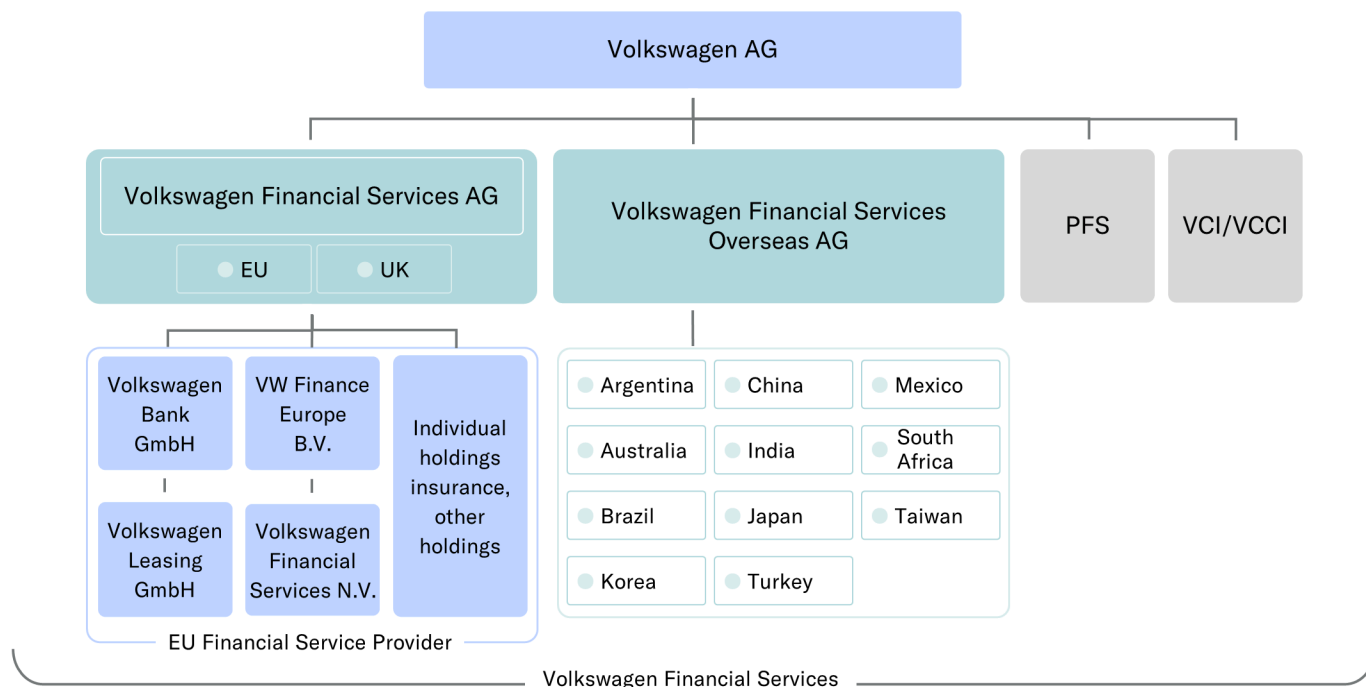 Volkswagen AG
Volkswagen Financial Services AG
EU
UK
Volkswagen Financial Services
Overseas AG
PFS
VCI/VCCI
Volkswagen
Bank
GmbH
VW Finance
Europe
B.V.
Individual
holdings
insurance,
other
holdings
Volkswagen
Leasing
GmbH
Volkswagen
Financial
Services N.V.
EU Financial Service Provider
Argentina
China
Mexico
Australia
India
South
Africa
Brazil
Japan
Taiwan
Korea
Turkey
Volkswagen Financial Services